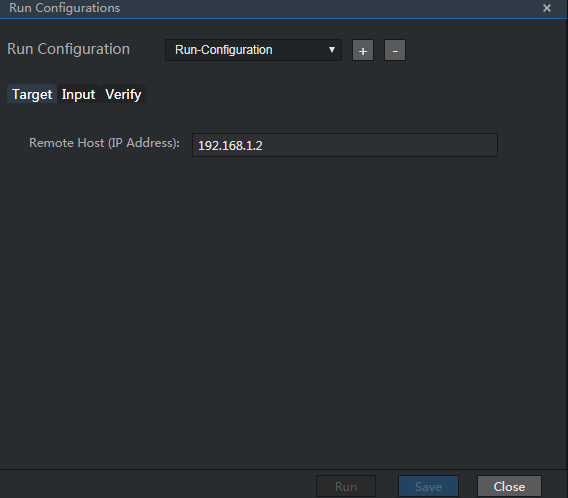 Run Configurations ×
Run Configuration Run-Configuration ▼ + -
Target Input Verify
Remote Host (IP Address): 192.168.1.2
Run Save Close